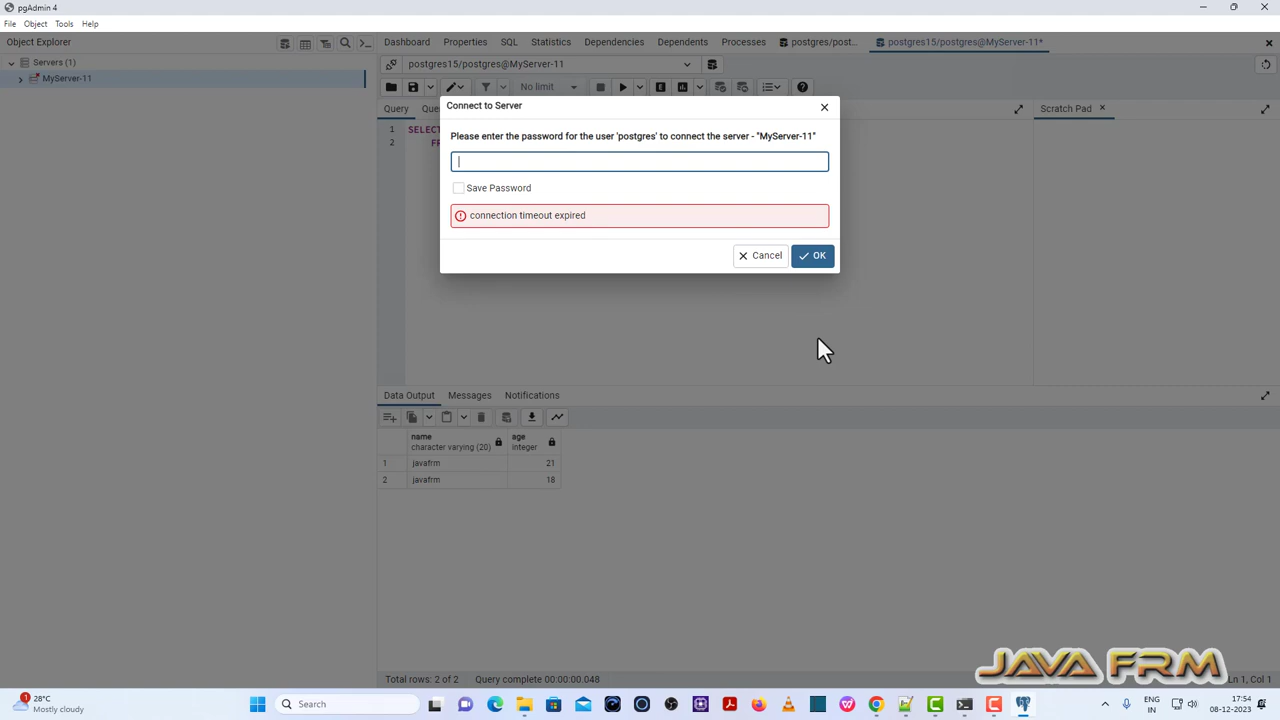 pgAdmin 4
File Object Tools Help
Object Explorer
Dashboard Properties SQL Statistics Dependencies Dependents Processes postgres/post... postgres15/postgres@MyServer-11*
Servers (1)
MyServer-11
postgres15/postgres@MyServer-11
No limit
Connect to Server
Query
Scratch Pad
Please enter the password for the user 'postgres' to connect the server - "MyServer-11"
1 SELECT
2
Save Password
connection timeout expired
Cancel OK
Data Output Messages Notifications
name age
character varying (20) integer
1 javafrm 21
2 javafrm 18
JAVA FRM
Total rows: 2 of 2 Query complete 00:00:00.048
Ln 1, Col 1
1
28°C
Mostly cloudy
Search
ENG
IN
17:54
08-12-2023